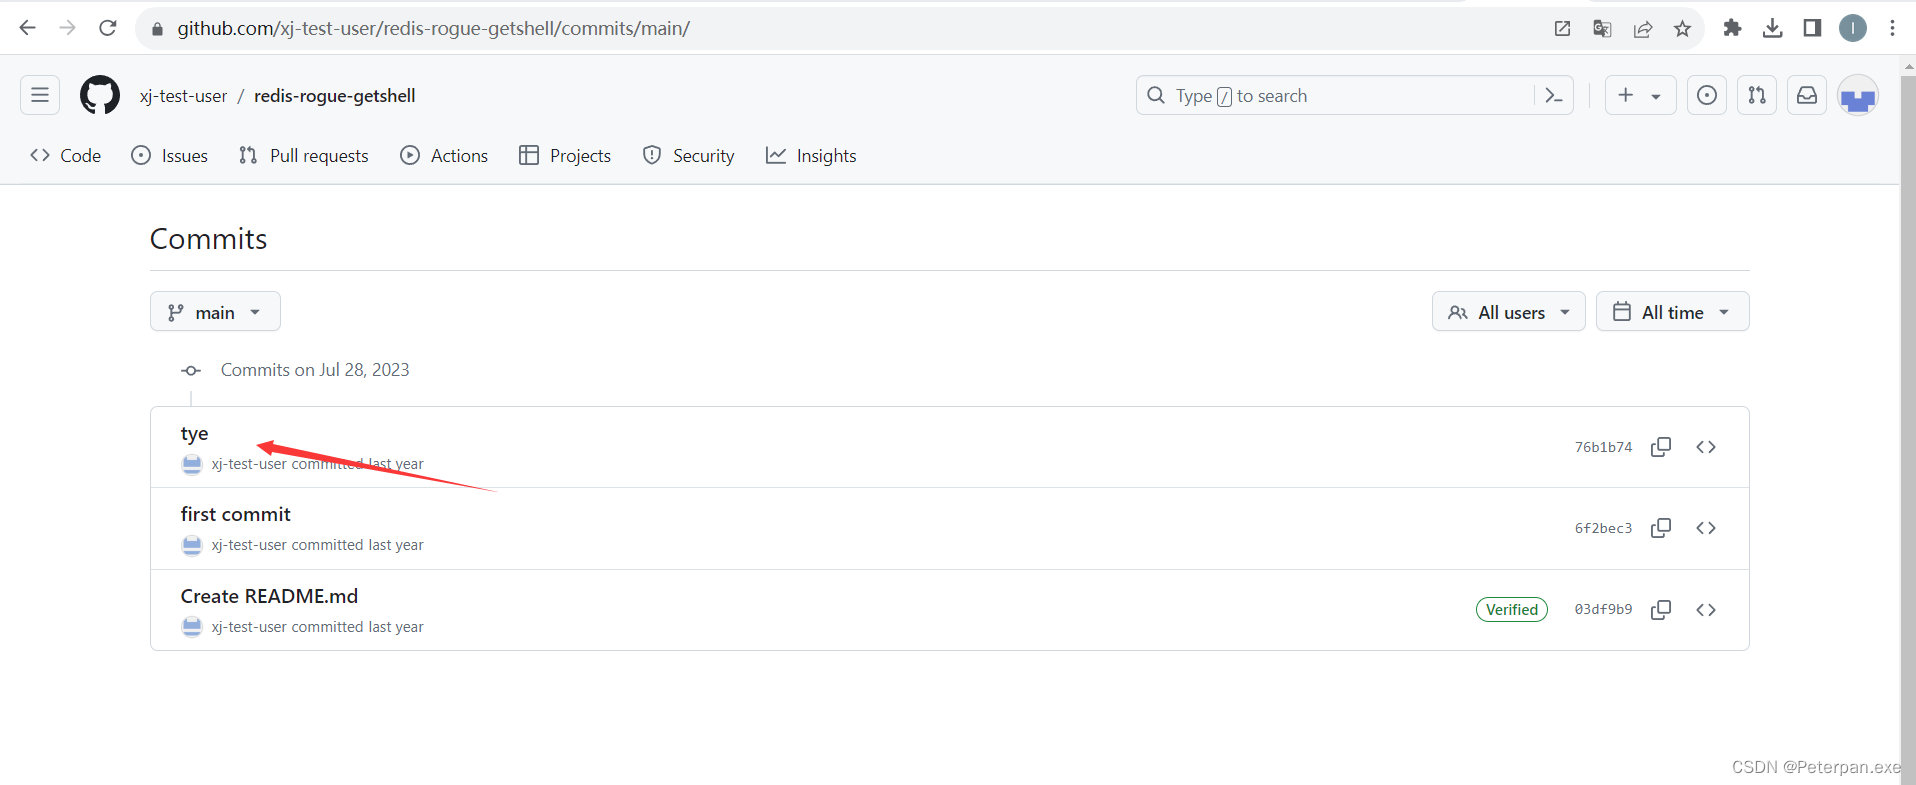 github.com/xj-test-user/redis-rogue-getshell/commits/main/
I
xj-test-user / redis-rogue-getshell
Type / to search
Code Issues Pull requests Actions Projects Security Insights
Commits
main
All users All time
Commits on Jul 28, 2023
tye
xj-test-user committed last year
76b1b74
first commit
xj-test-user committed last year
6f2bec3
Create README.md
xj-test-user committed last year
Verified 03df9b9
CSDN @Peterpan.exe